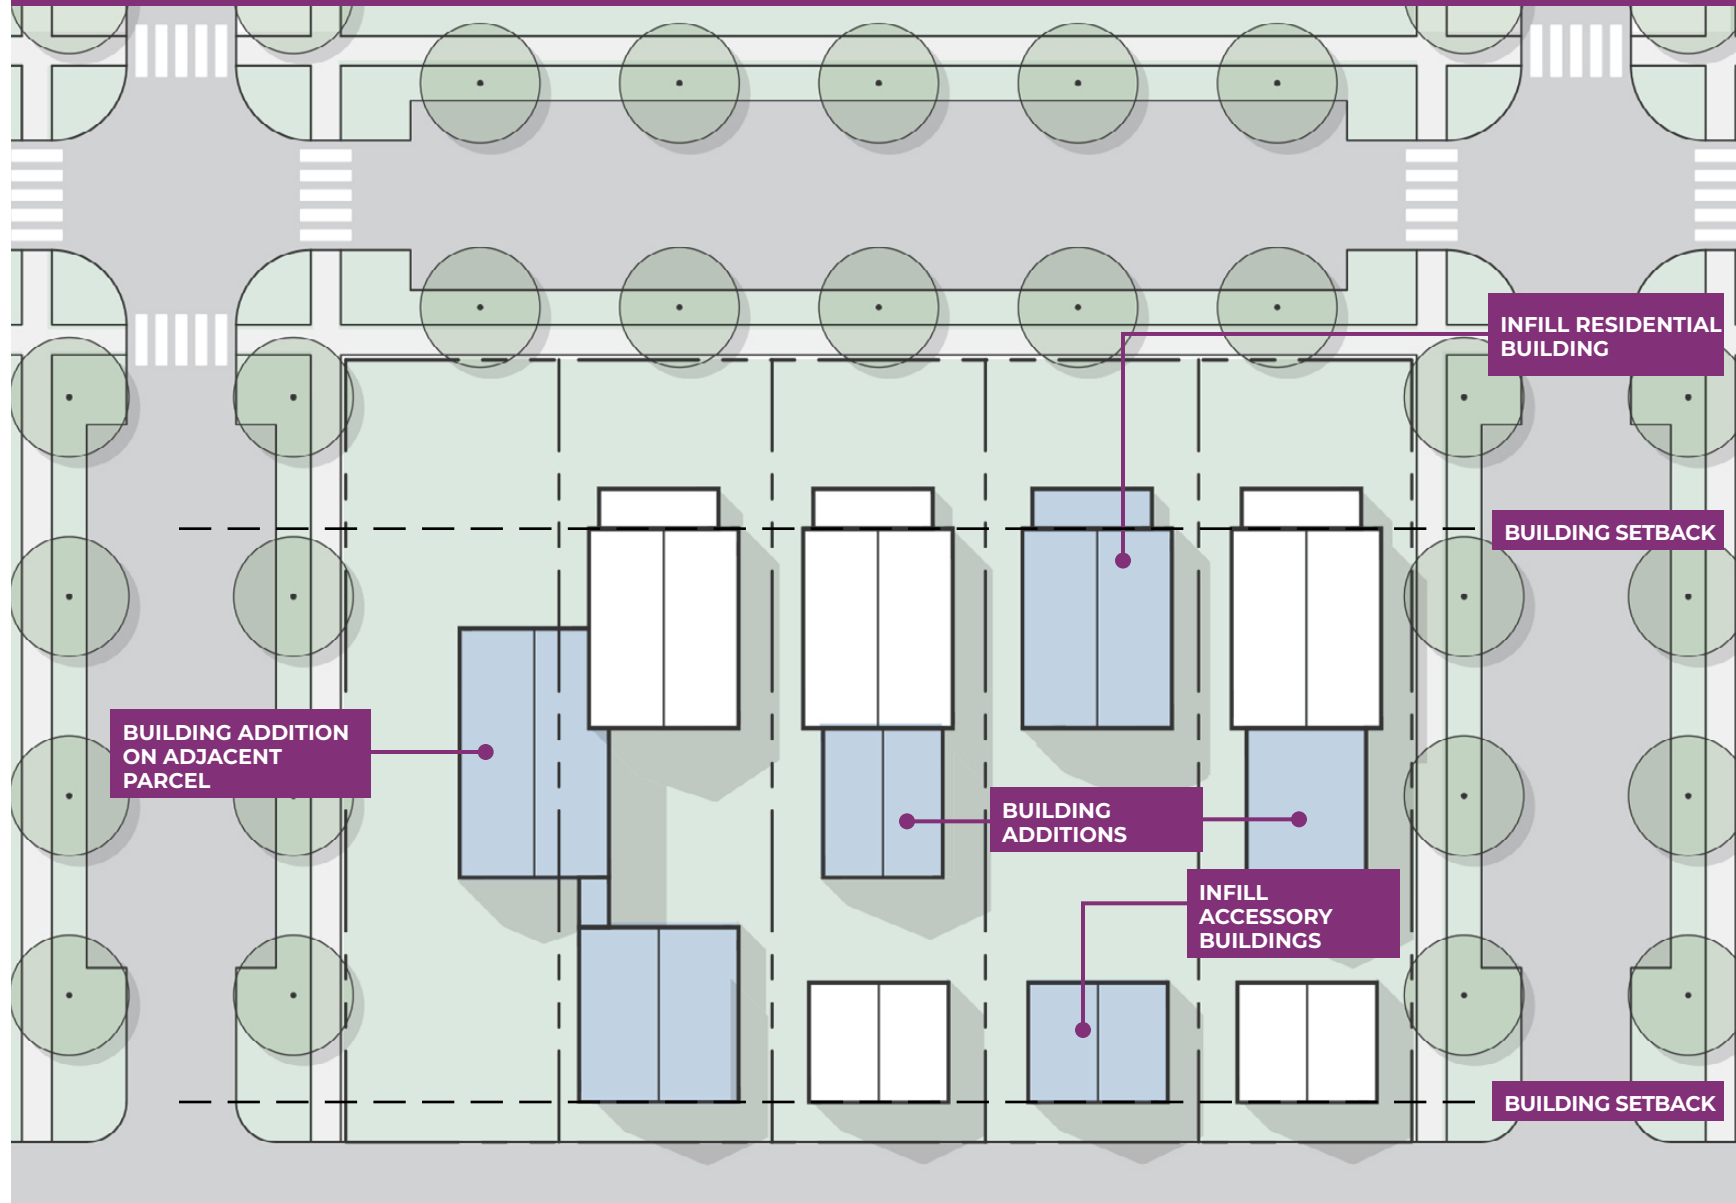 INFILL RESIDENTIAL
BUILDING
BUILDING SETBACK
BUILDING ADDITION
ON ADJACENT
PARCEL
BUILDING
ADDITIONS
INFILL
ACCESSORY
BUILDINGS
BUILDING SETBACK